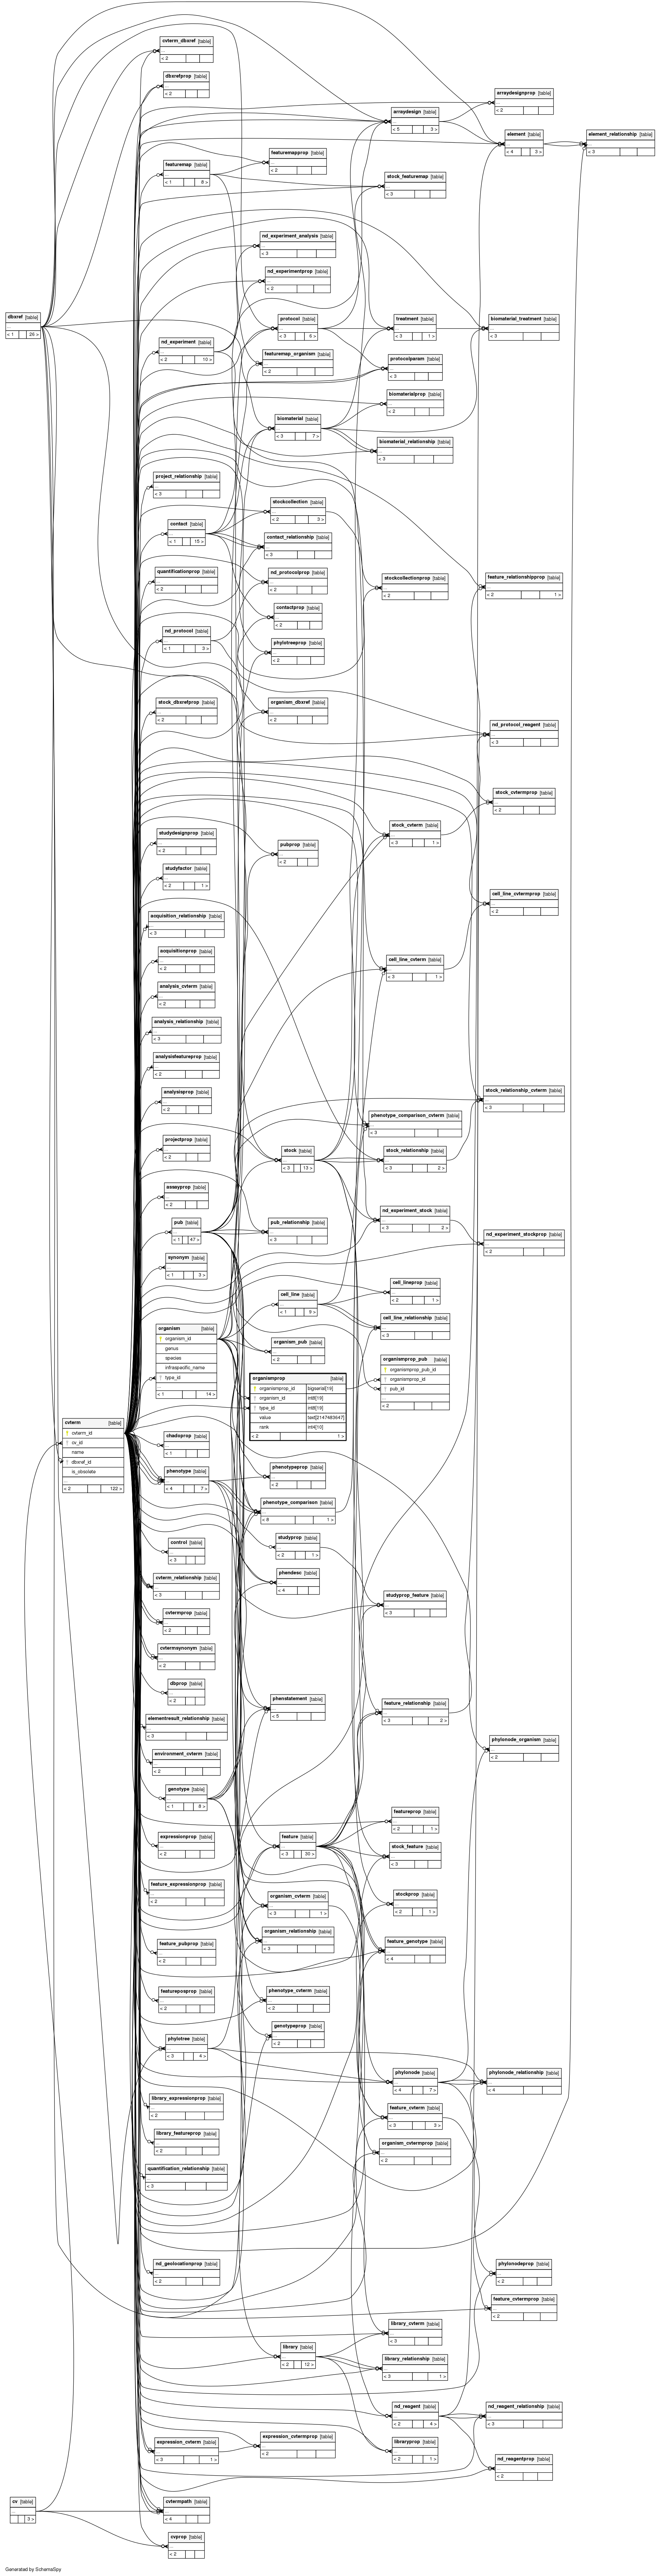 cvterm_dbxref [table]
...
< 2
dbxrefprop [table]
...
< 2
arraydesignprop [table]
...
< 2
arraydesign [table]
...
< 5 3 >
element [table]
...
< 4 3 >
element_relationship [table]
...
< 3
featuremapprop [table]
...
< 2
featuremap [table]
...
< 1 8 >
stock_featuremap [table]
...
< 3
nd_experiment_analysis [table]
...
< 3
nd_experimentprop [table]
...
< 2
dbxref [table]
...
< 1 26 >
protocol [table]
...
< 3 6 >
treatment [table]
...
< 3 1 >
biomaterial_treatment [table]
...
< 3
nd_experiment [table]
...
< 2 10 >
featuremap_organism [table]
...
< 2
protocolparam [table]
...
< 3
biomaterialprop [table]
...
< 2
biomaterial [table]
...
< 3 7 >
biomaterial_relationship [table]
...
< 3
project_relationship [table]
...
< 3
stockcollection [table]
...
< 2 3 >
contact [table]
...
< 1 15 >
contact_relationship [table]
...
< 3
quantificationprop [table]
...
< 2
nd_protocolprop [table]
...
< 2
stockcollectionprop [table]
...
< 2
feature_relationshipprop [table]
...
< 2 1 >
contactprop [table]
...
< 2
nd_protocol [table]
...
< 1 3 >
phylotreeprop [table]
...
< 2
stock_dbxrefprop [table]
...
< 2
organism_dbxref [table]
...
< 2
nd_protocol_reagent [table]
...
< 3
stock_cvtermprop [table]
...
< 2
studydesignprop [table]
...
< 2
stock_cvterm [table]
...
< 3 1 >
pubprop [table]
...
< 2
studyfactor [table]
...
< 2 1 >
cell_line_cvtermprop [table]
...
< 2
acquisition_relationship [table]
...
< 3
acquisitionprop [table]
...
< 2
cell_line_cvterm [table]
...
< 3 1 >
analysis_cvterm [table]
...
< 2
analysis_relationship [table]
...
< 3
analysisfeatureprop [table]
...
< 2
analysisprop [table]
...
< 2
stock_relationship_cvterm [table]
...
< 3
phenotype_comparison_cvterm [table]
...
< 3
projectprop [table]
...
< 2
stock [table]
...
< 3 13 >
stock_relationship [table]
...
< 3 2 >
assayprop [table]
...
< 2
pub [table]
...
< 1 47 >
pub_relationship [table]
...
< 3
nd_experiment_stock [table]
...
< 3 2 >
nd_experiment_stockprop [table]
...
< 2
synonym [table]
...
< 1 3 >
cell_line [table]
...
< 1 9 >
cell_lineprop [table]
...
< 2 1 >
cell_line_relationship [table]
...
< 3
organism [table]
organism_id
genus
species
infraspecific_name
type_id
...
< 1 14 >
organism_pub [table]
...
< 2
organismprop [table]
organismprop_id bigserial[19]
organism_id int8[19]
type_id int8[19]
value text[2147483647]
rank int4[10]
< 2 1 >
organismprop_pub [table]
organismprop_pub_id
organismprop_id
pub_id
...
< 2
cvterm [table]
cvterm_id
cv_id
name
dbxref_id
is_obsolete
...
< 2 122 >
chadoprop [table]
...
< 1
phenotype [table]
...
< 4 7 >
phenotypeprop [table]
...
< 2
phenotype_comparison [table]
...
< 8 1 >
control [table]
...
< 3
studyprop [table]
...
< 2 1 >
phendesc [table]
...
< 4
cvterm_relationship [table]
...
< 3
studyprop_feature [table]
...
< 3
cvtermprop [table]
...
< 2
cvtermsynonym [table]
...
< 2
dbprop [table]
...
< 2
phenstatement [table]
...
< 5
feature_relationship [table]
...
< 3 2 >
elementresult_relationship [table]
...
< 3
phylonode_organism [table]
...
< 2
environment_cvterm [table]
...
< 2
genotype [table]
...
< 1 8 >
featureprop [table]
...
< 2 1 >
expressionprop [table]
...
< 2
feature [table]
...
< 3 30 >
stock_feature [table]
...
< 3
feature_expressionprop [table]
...
< 2
organism_cvterm [table]
...
< 3 1 >
stockprop [table]
...
< 2 1 >
organism_relationship [table]
...
< 3
feature_pubprop [table]
...
< 2
feature_genotype [table]
...
< 4
featureposprop [table]
...
< 2
phenotype_cvterm [table]
...
< 2
genotypeprop [table]
...
< 2
phylotree [table]
...
< 3 4 >
phylonode [table]
...
< 4 7 >
phylonode_relationship [table]
...
< 4
library_expressionprop [table]
...
< 2
feature_cvterm [table]
...
< 3 3 >
library_featureprop [table]
...
< 2
organism_cvtermprop [table]
...
< 2
quantification_relationship [table]
...
< 3
nd_geolocationprop [table]
...
< 2
phylonodeprop [table]
...
< 2
feature_cvtermprop [table]
...
< 2
library_cvterm [table]
...
< 3
library [table]
...
< 2 12 >
library_relationship [table]
...
< 3 1 >
nd_reagent [table]
...
< 2 4 >
nd_reagent_relationship [table]
...
< 3
expression_cvterm [table]
...
< 3 1 >
expression_cvtermprop [table]
...
< 2
libraryprop [table]
...
< 2 1 >
nd_reagentprop [table]
...
< 2
cv [table]
...
3 >
cvtermpath [table]
...
< 4
cvprop [table]
...
< 2
Generated by SchemaSpy